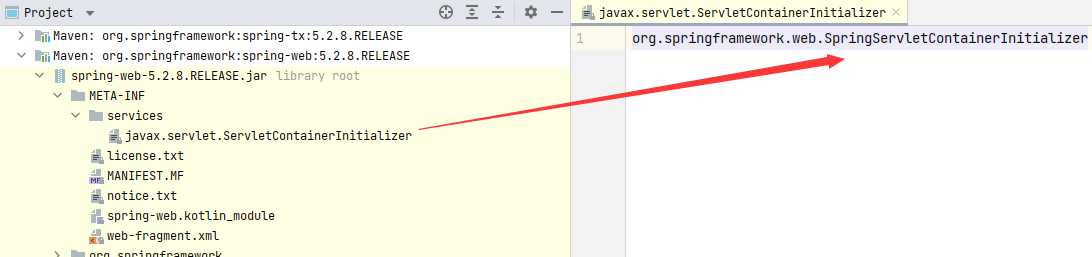 Project
javax.servlet.ServletContainerInitializer
Maven: org.springframework:spring-tx:5.2.8.RELEASE
1 org.springframework.web.SpringServletContainerInitializer
Maven: org.springframework:spring-web:5.2.8.RELEASE
spring-web-5.2.8.RELEASE.jar library root
META-INF
services
javax.servlet.ServletContainerInitializer
license.txt
MANIFEST.MF
notice.txt
spring-web.kotlin_module
web-fragment.xml
org.springframework